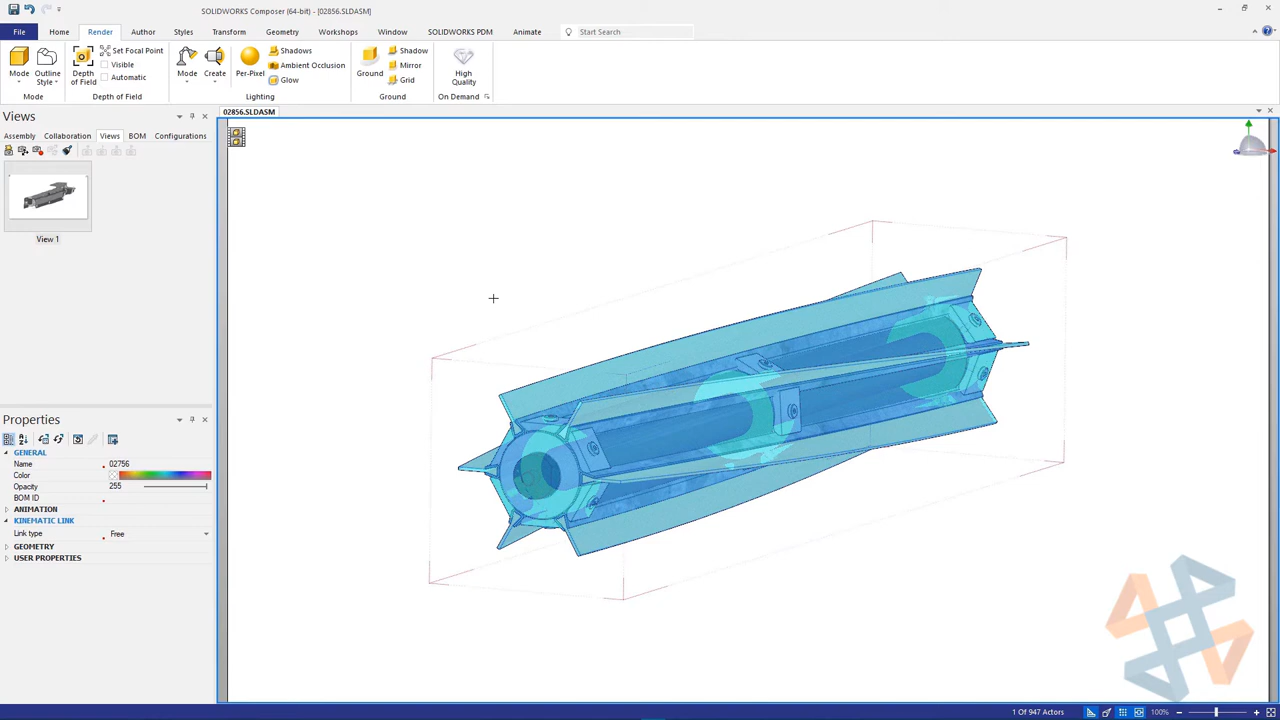 SOLIDWORKS Composer (64-bit) - [02856.SLDASM]
File Home Render Author Styles Transform Geometry Workshops Window SOLIDWORKS PDM Animate Start Search
Mode Outline Style Depth of Field Set Focal Point Visible Automatic Mode Create Per-Pixel Shadows Ambient Occlusion Glow Ground Shadow Mirror Grid High Quality
Mode Depth of Field Lighting Ground On Demand
Views 02856.SLDASM
Assembly Collaboration Views BOM Configurations
View 1
Properties
GENERAL
Name 02756
Color
Opacity 255
BOM ID
ANIMATION
KINEMATIC LINK
Link type Free
GEOMETRY
USER PROPERTIES
1 Of 947 Actors 100%